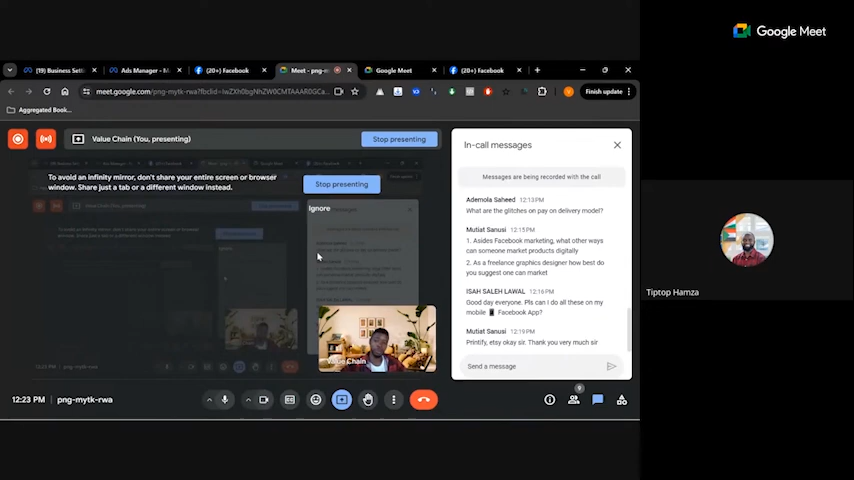 Google Meet
(19) Business Sett
Ads Manager - M
(20+) Facebook
Meet - png-m
Google Meet
(20+) Facebook
meet.google.com/png-mytk-rwa?fbclid=
Finish update
Aggregated Book...
Value Chain (You, presenting)
Stop presenting
In-call messages
To avoid an infinity mirror, don't share your entire screen or browser
window. Share just a tab or a different window instead.
Stop presenting
Ignore
Messages are being recorded with the call
Ademola Saheed 12:13 PM
What are the glitches on pay on delivery model?
Mutiat Sanusi 12:15 PM
1. Asides Facebook marketing, what other ways
can someone market products digitally
2. As a freelance graphics designer how best do
you suggest one can market
ISAH SALEH LAWAL 12:16 PM
Good day everyone. Pls can I do all these on my
mobile 📱 Facebook App?
Mutiat Sanusi 12:19 PM
Printify, etsy okay sir. Thank you very much sir
Send a message
Value Chain
Tiptop Hamza
12:23 PM
png-mytk-rwa
9